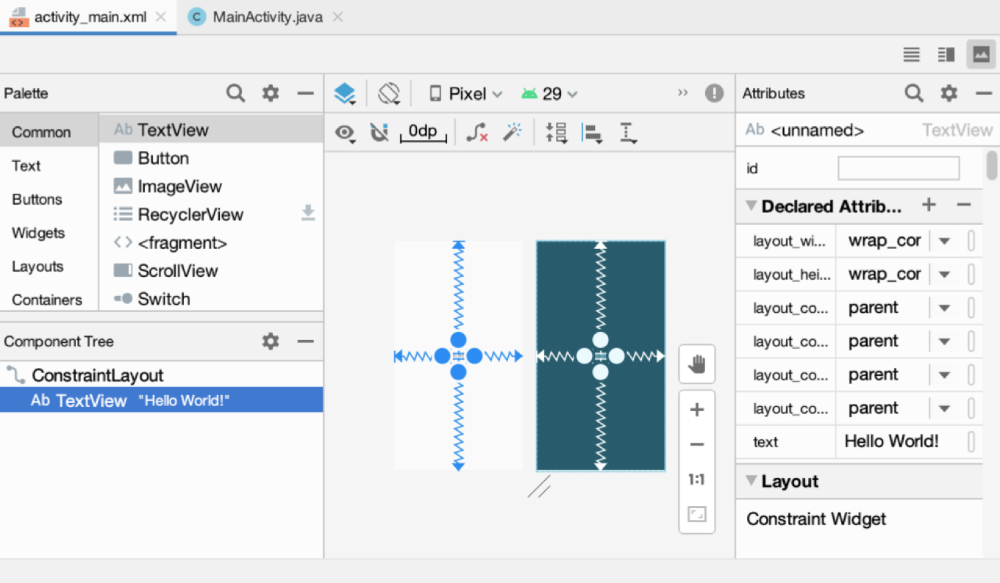 activity_main.xml
C MainActivity.java
Palette
Pixel
29
Attributes
Common
Text
Buttons
Widgets
Layouts
Containers
Ab TextView
Button
ImageView
RecyclerView
<fragment>
ScrollView
Switch
0dp
Ab <unnamed> TextView
id
Declared Attrib...
layout_wi... wrap_cor
layout_hei... wrap_cor
layout_co... parent
layout_co... parent
layout_co... parent
layout_co... parent
text Hello World!
Layout
Constraint Widget
Component Tree
ConstraintLayout
Ab TextView "Hello World!"
1:1